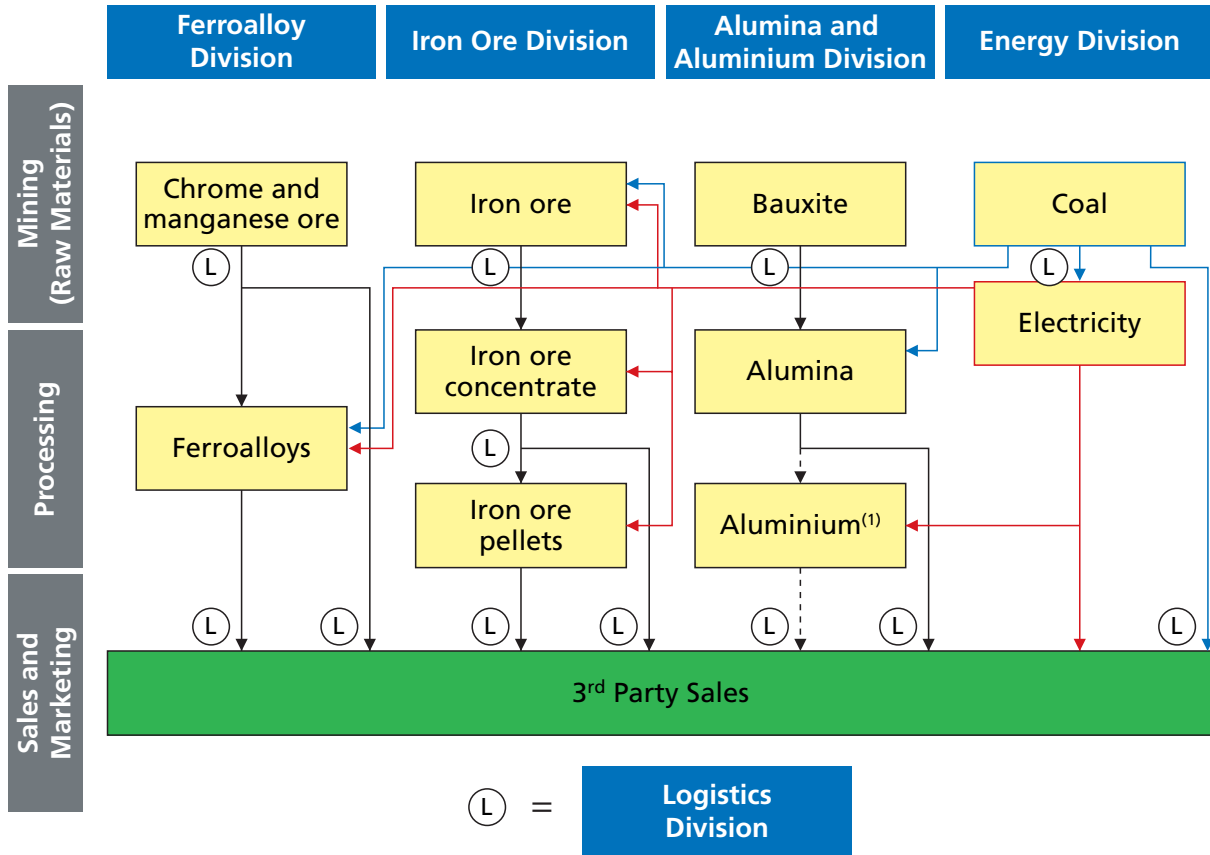 Ferroalloy
Division
Iron Ore Division
Alumina and
Aluminium Division
Energy Division
Mining
(Raw Materials)
Chrome and
manganese ore
Iron ore
Bauxite
Coal
L
L
L
L
Electricity
Processing
Iron ore
concentrate
Alumina
Ferroalloys
L
Iron ore
pellets
Aluminium(1)
Sales and
Marketing
L
L
L
L
L
L
L
3rd Party Sales
L =
Logistics
Division